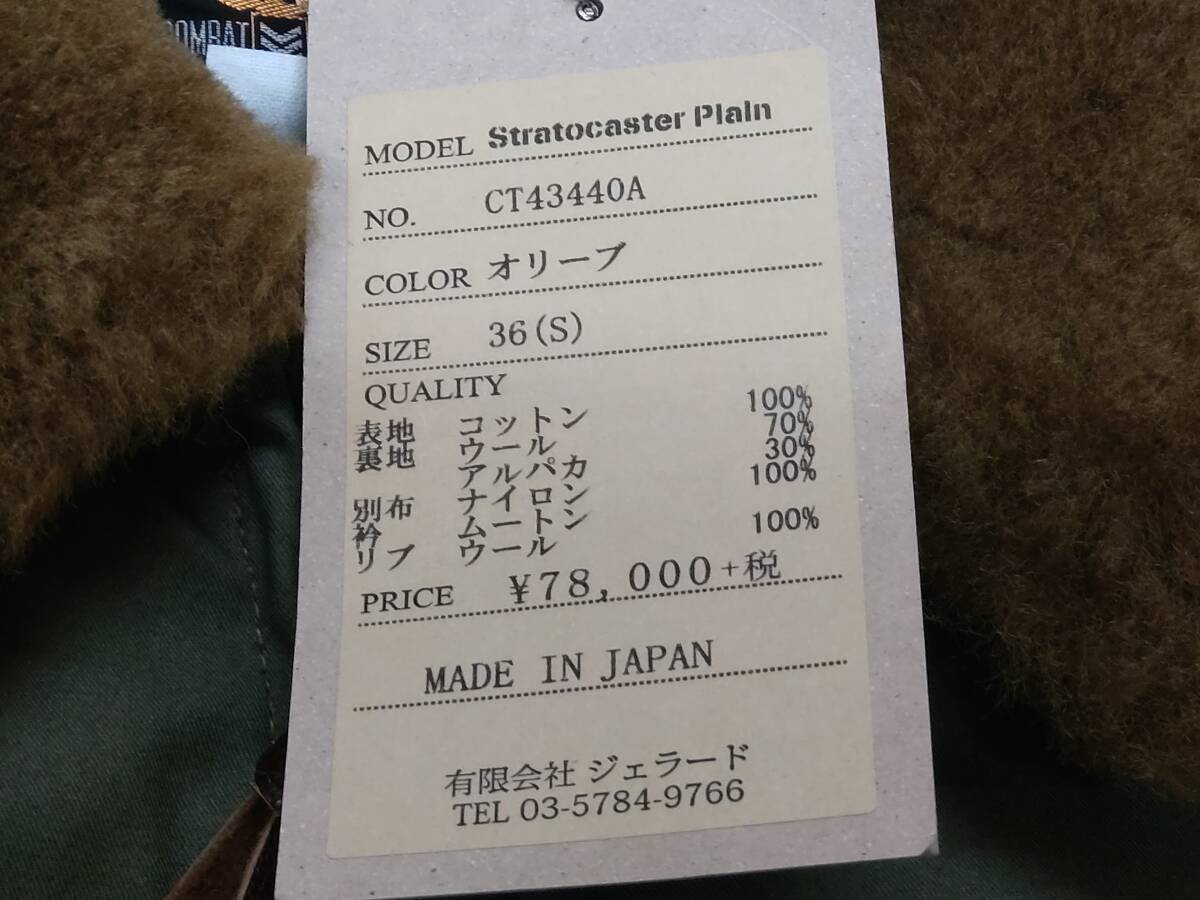 COMBAT
MODEL Stratocaster Plain
NO. CT43440A
COLOR オリーブ
SIZE 36(S)
QUALITY
表地 コットン 100%
裏地 ウール 70%
アルパカ 30%
別布 ナイロン 100%
衿 ムートン
リブ ウール 100%
PRICE ¥78,000+税
MADE IN JAPAN
有限会社 ジェラード
TEL 03-5784-9766